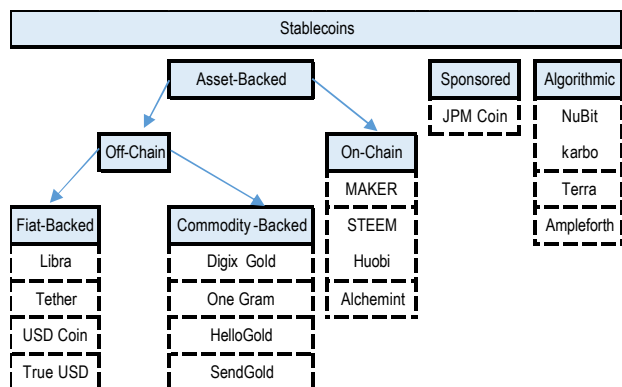 Stablecoins
Asset-Backed
Sponsored
Algorithmic
JPM Coin
NuBit
karbo
Terra
Ampleforth
Off-Chain
On-Chain
MAKER
STEEM
Huobi
Alchemint
Fiat-Backed
Libra
Tether
USD Coin
True USD
Commodity-Backed
Digix Gold
One Gram
HelloGold
SendGold